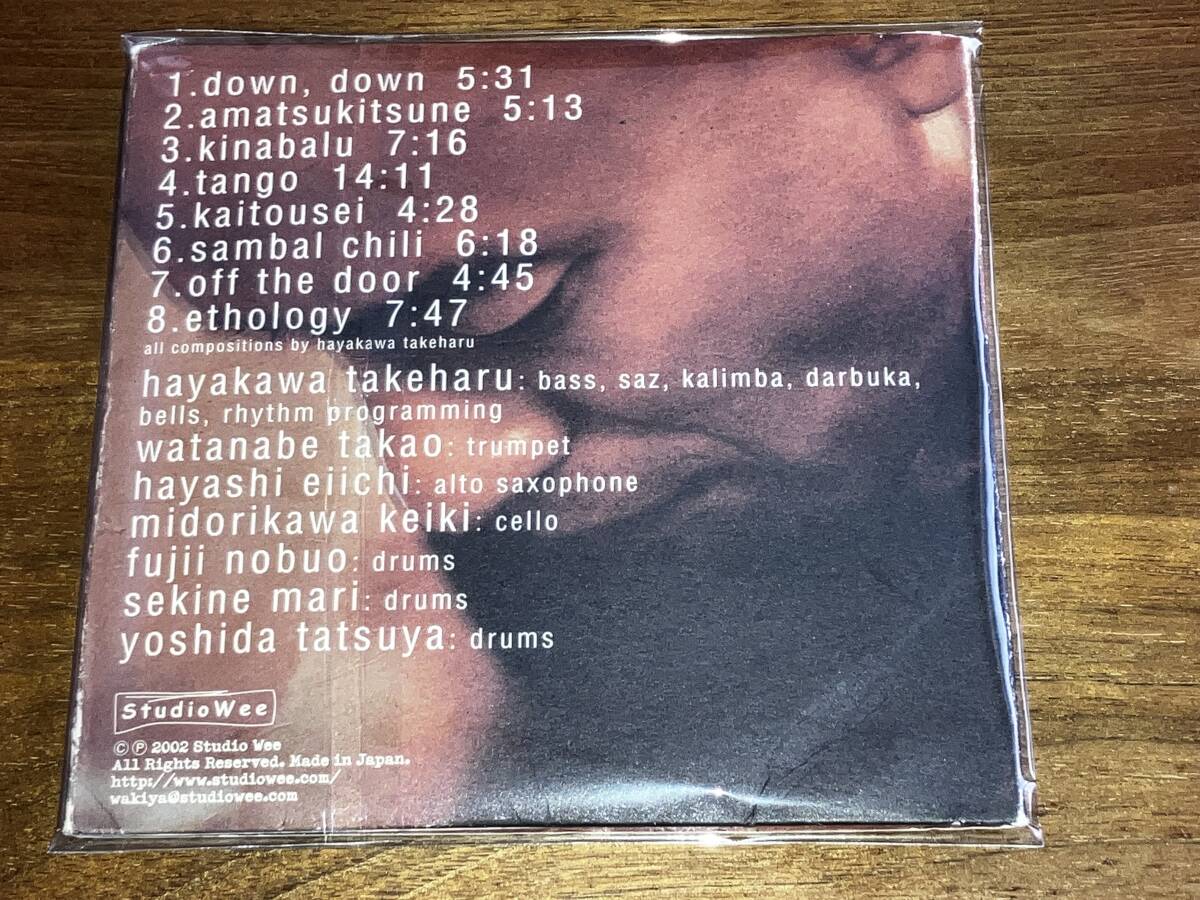 1.down, down 5:31
2.amatsukitsune 5:13
3.kinabalu 7:16
4.tango 14:11
5.kaitousei 4:28
6.sambal chili 6:18
7.off the door 4:45
8.ethology 7:47
all compositions by hayakawa takeharu
hayakawa takeharu: bass, saz, kalimba, darbuka,
bells, rhythm programming
watanabe takao: trumpet
hayashi eiichi: alto saxophone
midorikawa keiki: cello
fujii nobuo: drums
sekine mari: drums
yoshida tatsuya: drums
StudioWee
©℗ 2002 Studio Wee
All Rights Reserved. Made in Japan.
http://www.studiowee.com/
wakiya@studiowee.com